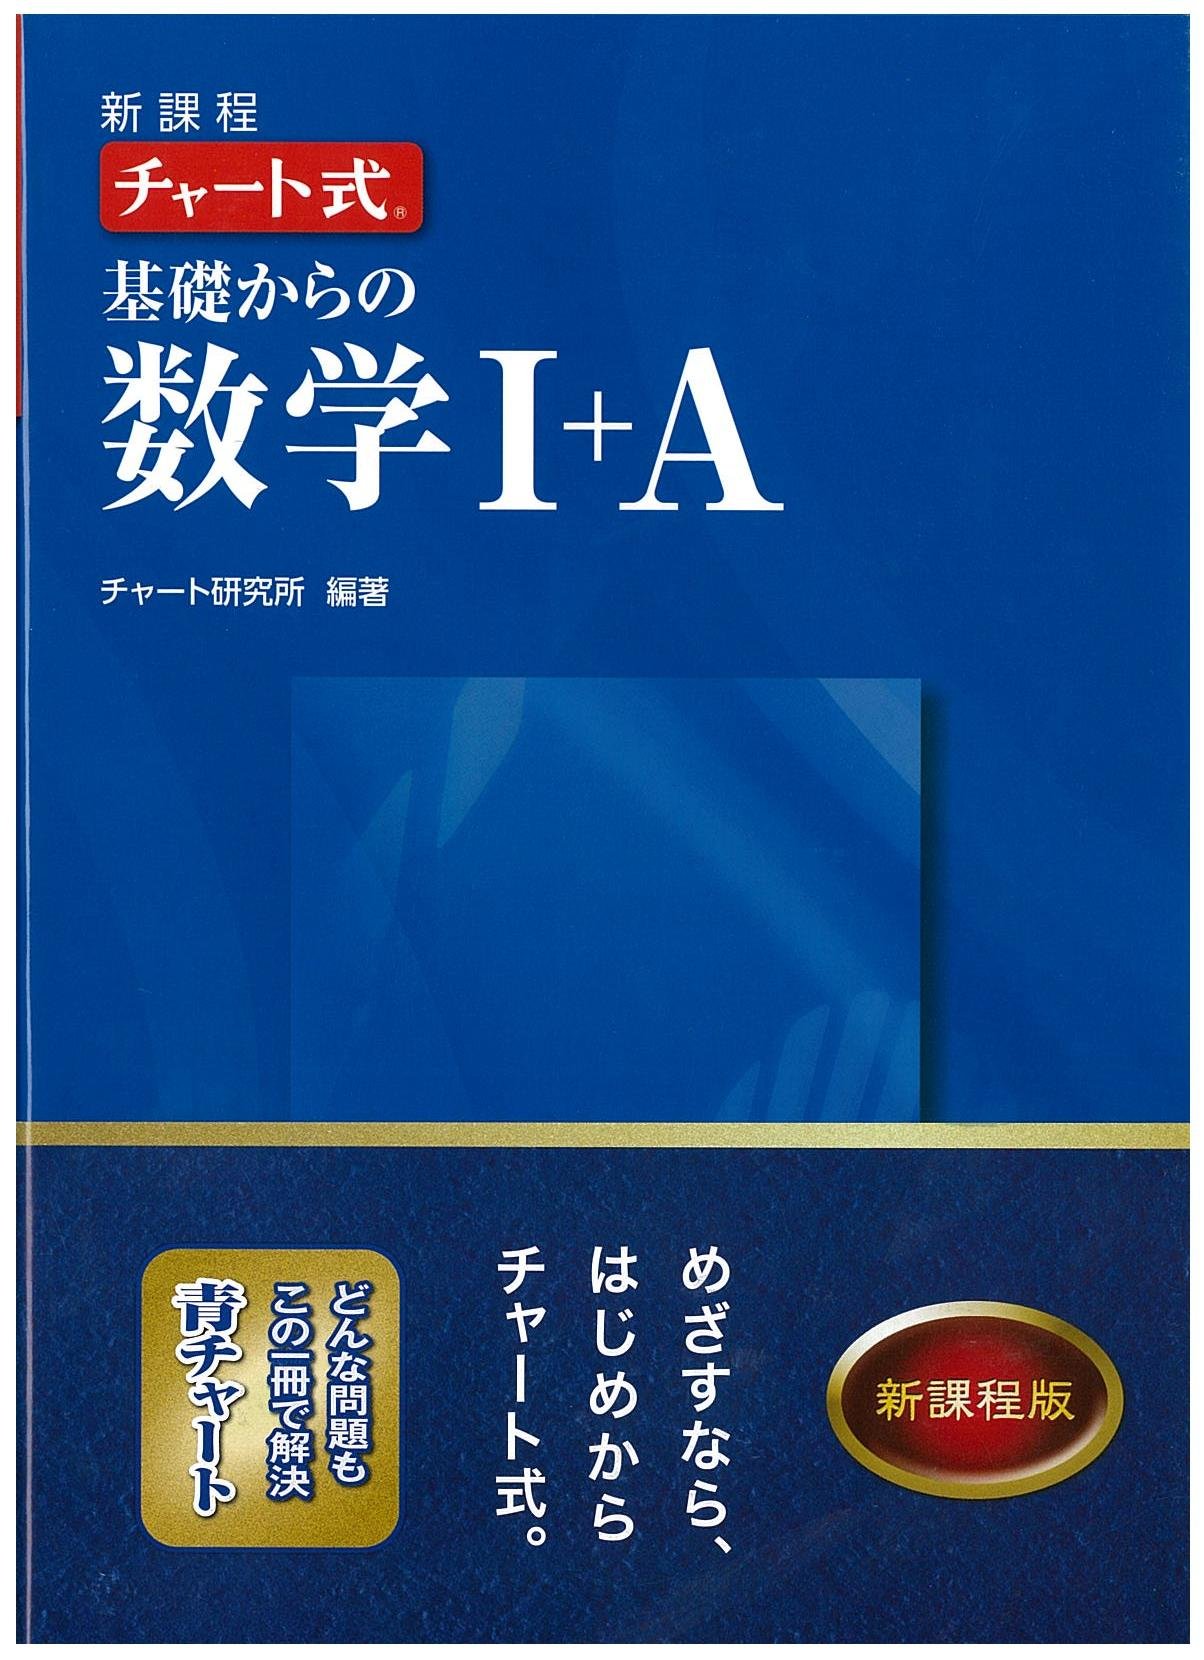 新課程
チャート式®
基礎からの
数学I+A
チャート研究所 編著
めざすなら、
はじめから
チャート式。
新課程版
どんな問題も
この一冊で解決
青チャート